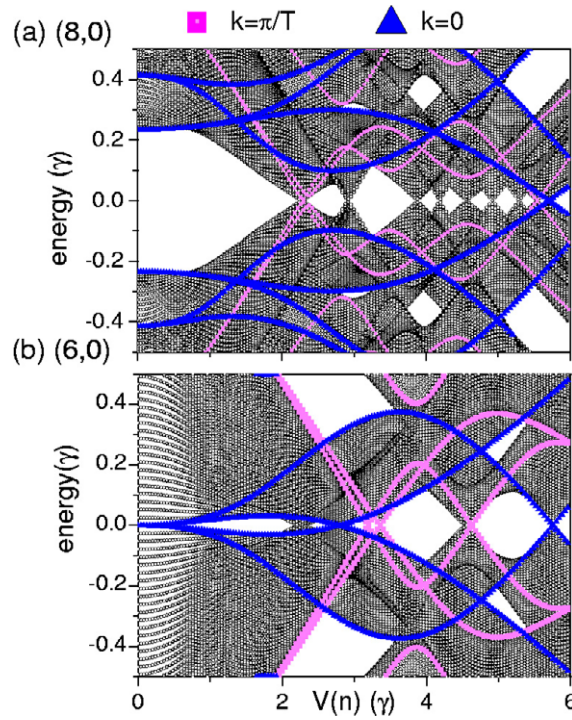 k=π/T k=0
(a) (8,0)
0.4
0.2
0.0
-0.2
-0.4
energy (γ)
(b) (6,0)
0.4
0.2
0.0
-0.2
-0.4
energy(γ)
0 2 4 6
V(n) (γ)